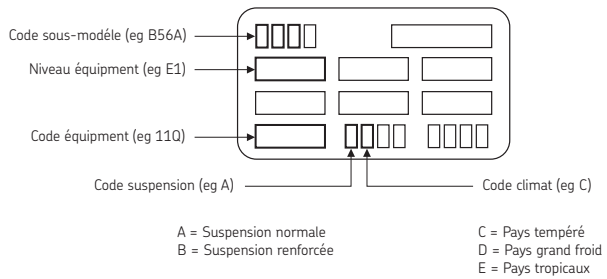 Code sous-modéle (eg B56A)
Niveau équipment (eg E1)
Code équipment (eg 11Q)
Code suspension (eg A)
Code climat (eg C)
A = Suspension normale
B = Suspension renforcée
C = Pays tempéré
D = Pays grand froid
E = Pays tropicaux